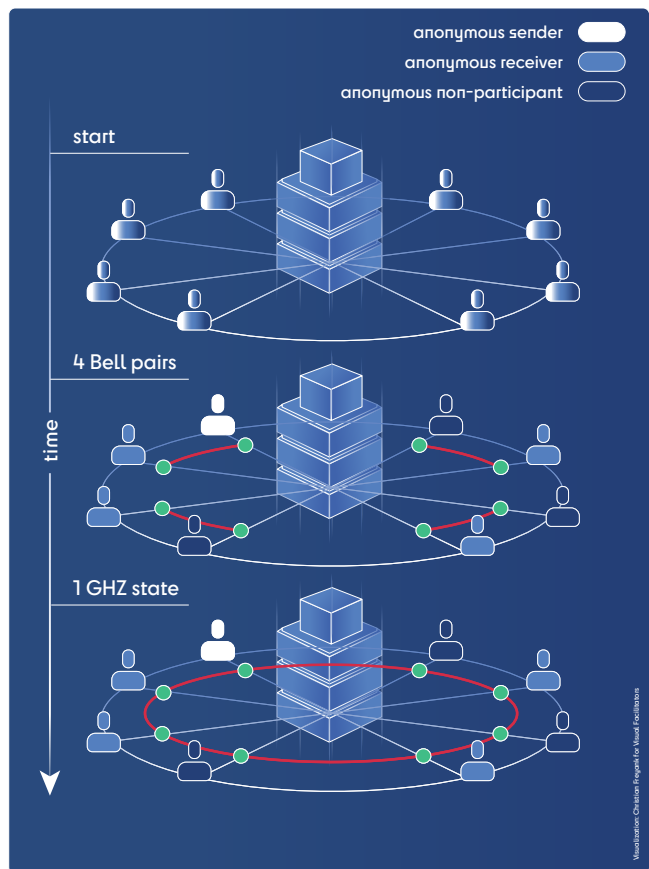 anonymous sender
anonymous receiver
anonymous non-participant
start
4 Bell pairs
time
1 GHZ state
Visualization: Christian Freyank for Visual Facilitators